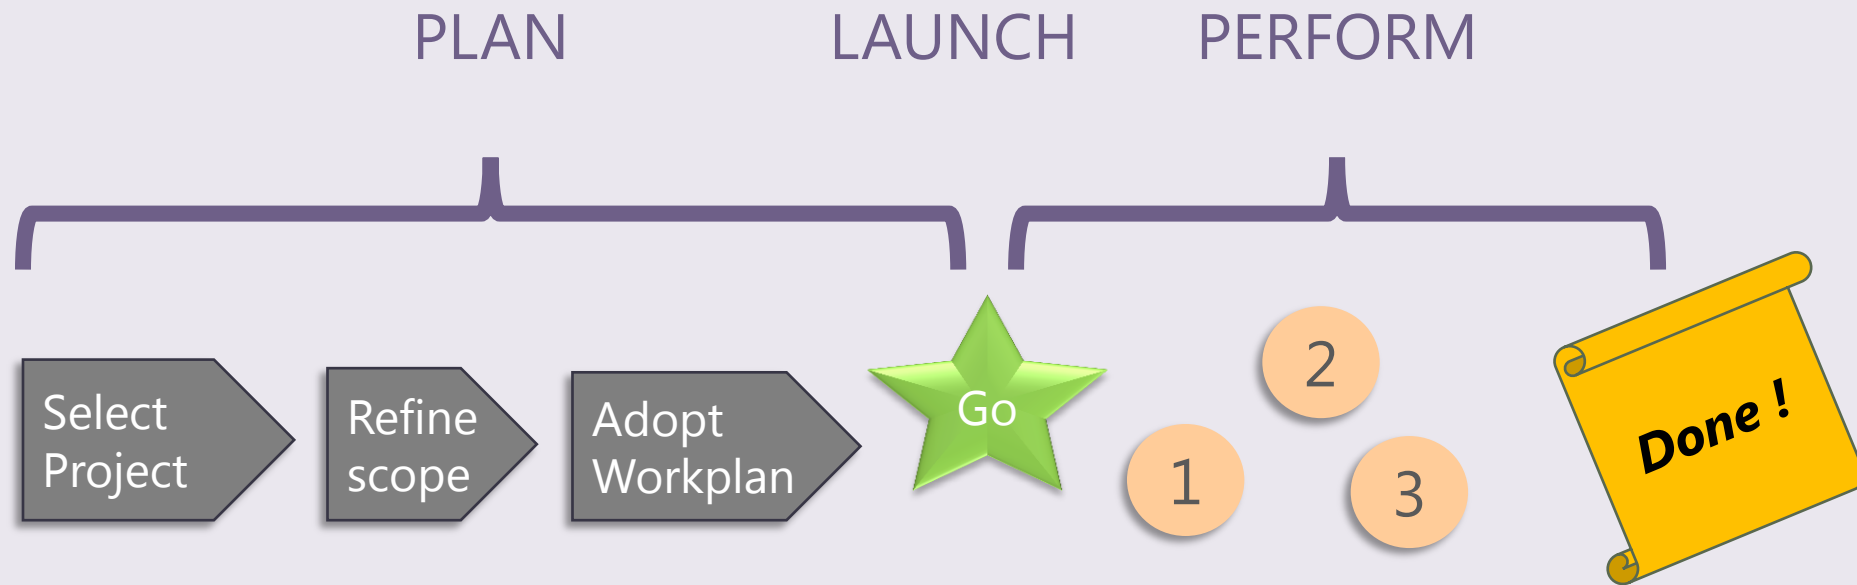 PLAN LAUNCH PERFORM
Select
Project
Refine
scope
Adopt
Workplan
Go
1
2
3
Done !